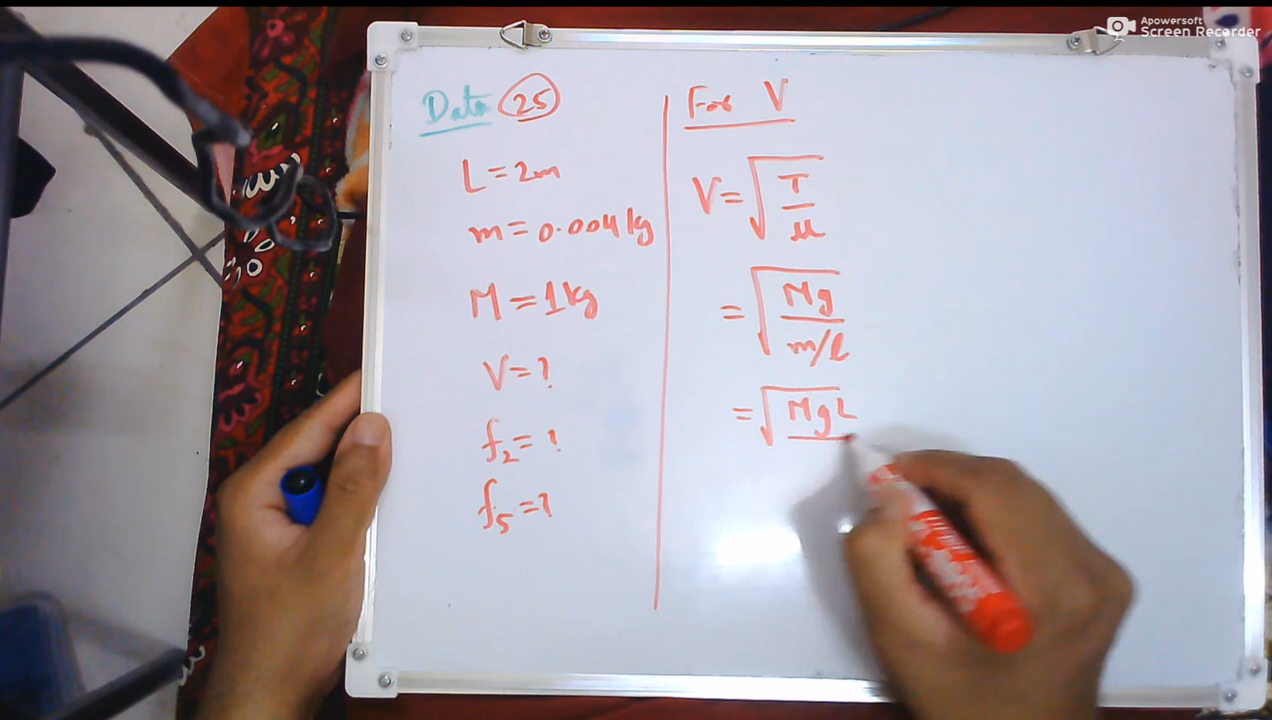 Apowersoft
Screen Recorder
Data 25
L = 2m
m = 0.004 kg
M = 1 kg
V = ?
f₂ = ?
f₅ = ?
For V
V = √T/μ
= √Mg/m/l
= √MgL